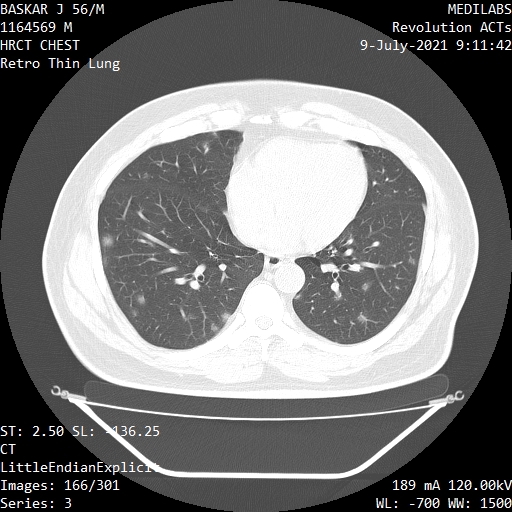 BASKAR J 56/M
1164569 M
HRCT CHEST
Retro Thin Lung
MEDILABS
Revolution ACTs
9-July-2021 9:11:42
ST: 2.50 SL: -136.25
CT
LittleEndianExplicit
Images: 166/301
Series: 3
189 mA 120.00kV
WL: -700 WW: 1500